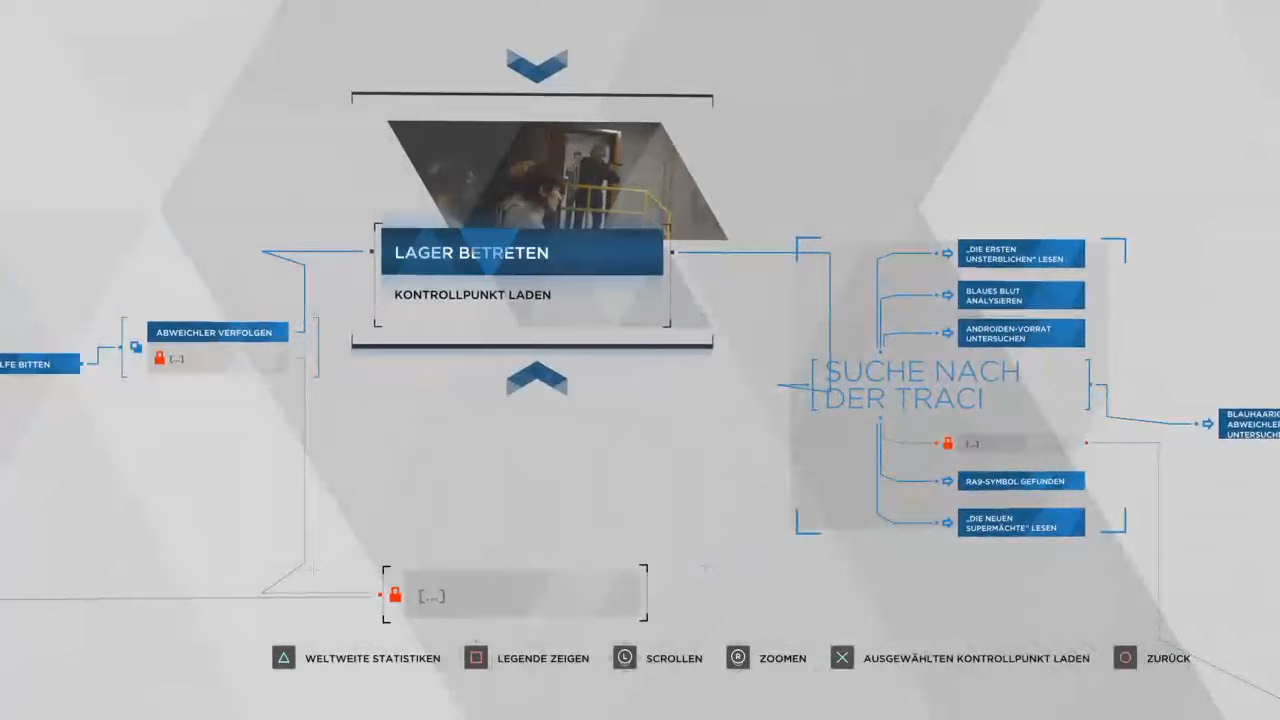 LAGER BETRETEN
KONTROLLPUNKT LADEN
LFE BITTEN
ABWEICHLER VERFOLGEN
[...]
„DIE ERSTEN
UNSTERBLICHEN“ LESEN
BLAUES BLUT
ANALYSIEREN
ANDROIDEN-VORRAT
UNTERSUCHEN
SUCHE NACH
DER TRACI
[...]
RA9-SYMBOL GEFUNDEN
„DIE NEUEN
SUPERMÄCHTE“ LESEN
BLAUHAARIG
ABWEICHLER
UNTERSUCH
[...]
WELTWEITE STATISTIKEN
LEGENDE ZEIGEN
L SCROLLEN
R ZOOMEN
AUSGEWÄHLTEN KONTROLLPUNKT LADEN
ZURÜCK